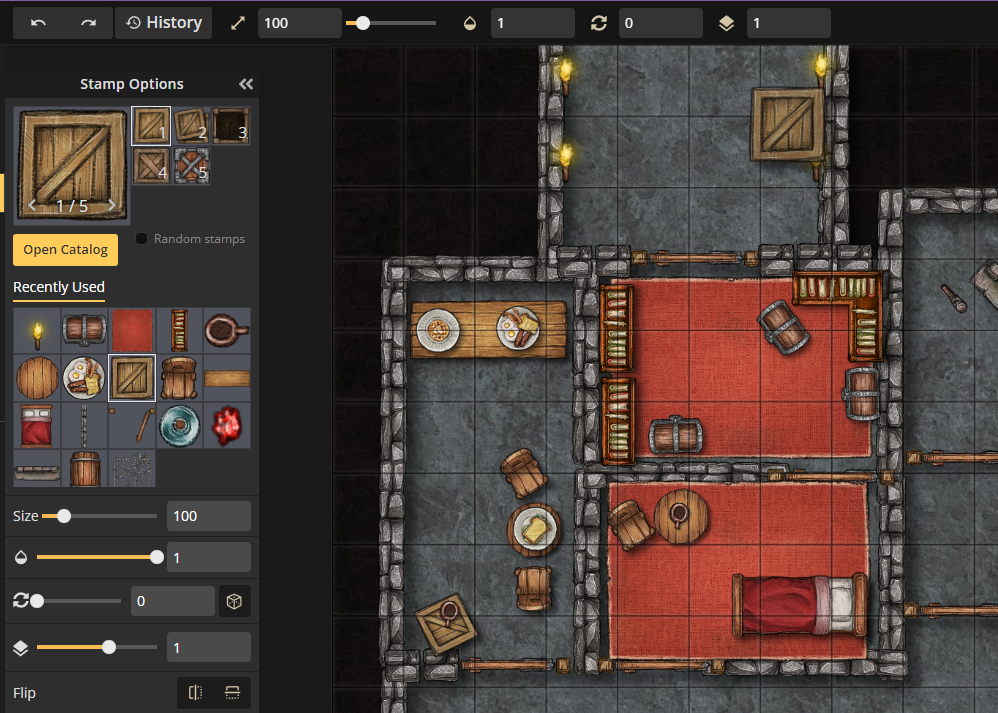 History
100
1
0
1
Stamp Options
1
2
3
1 / 5
4
5
Open Catalog
Random stamps
Recently Used
Size
100
1
0
1
Flip